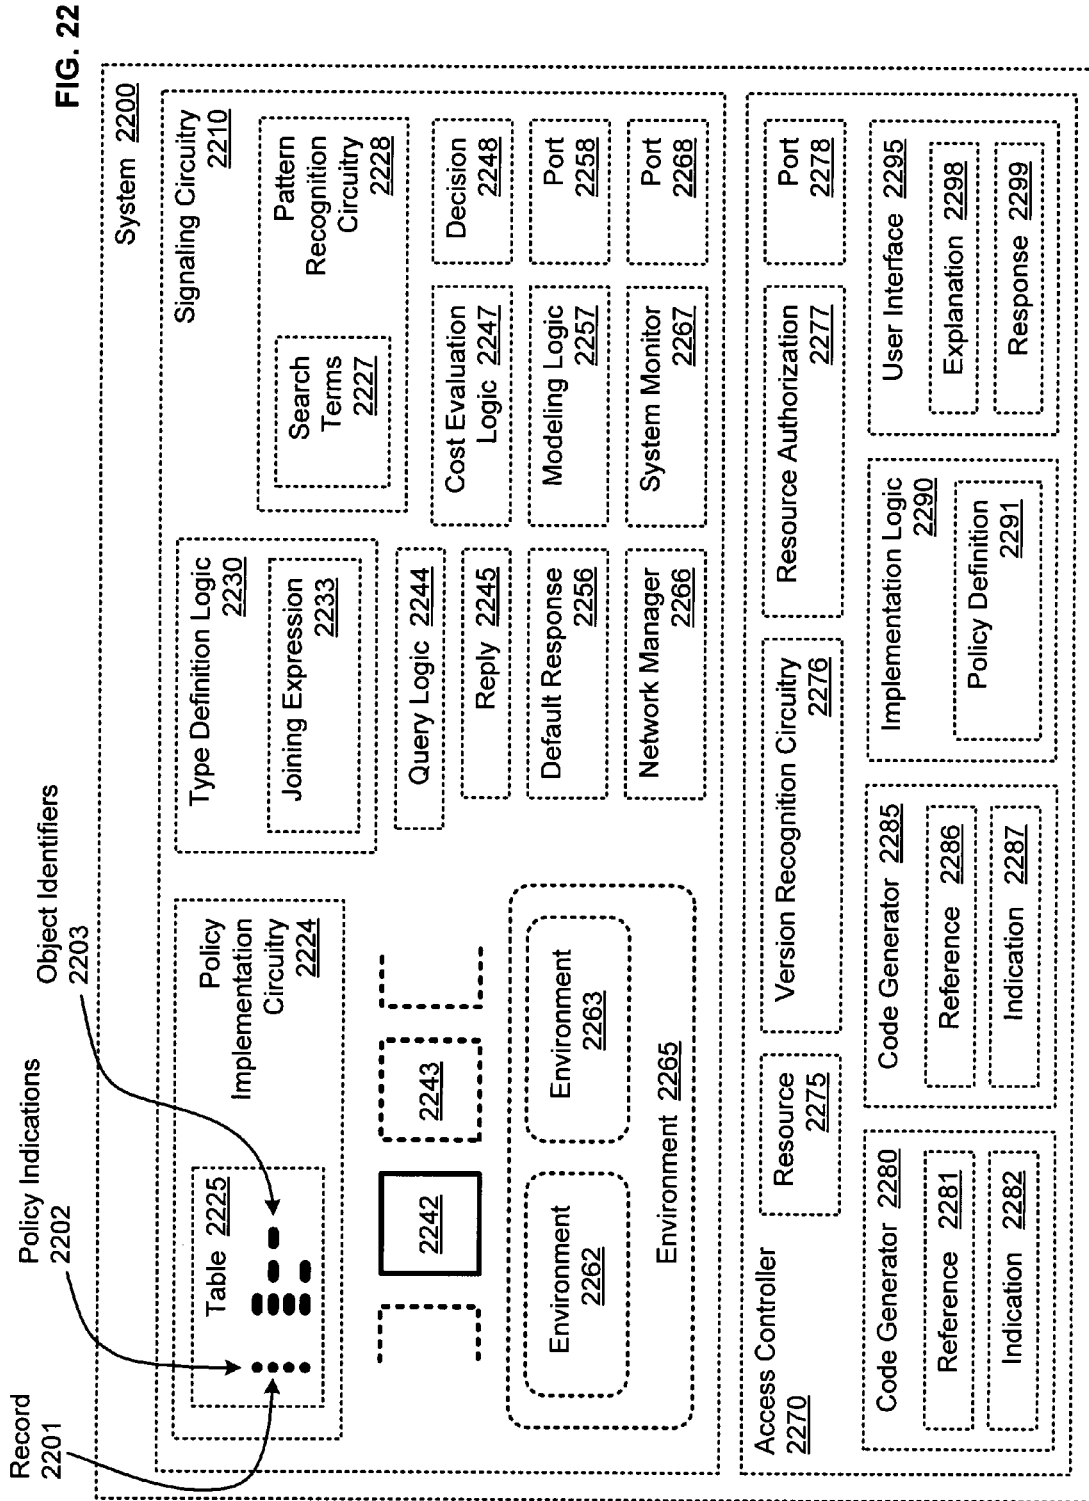 FIG. 22
System 2200
Signaling Circuitry
2210
Record
2201
Policy Indications
2202
Object Identifiers
2203
Table 2225
Policy
Implementation
Circuitry
2224
Type Definition Logic
2230
Joining Expression
2233
Pattern
Recognition
Circuitry
2228
Search
Terms
2227
2242
2243
Query Logic 2244
Reply 2245
Cost Evaluation
Logic 2247
Decision
2248
Default Response
2256
Modeling Logic
2257
Port
2258
Environment
2262
Environment
2263
Environment 2265
Network Manager
2266
System Monitor
2267
Port
2268
Access Controller
2270
Resource
2275
Version Recognition Circuitry
2276
Resource Authorization
2277
Port
2278
Code Generator 2280
Reference 2281
Indication 2282
Code Generator 2285
Reference 2286
Indication 2287
Implementation Logic
2290
Policy Definition
2291
User Interface 2295
Explanation 2298
Response 2299